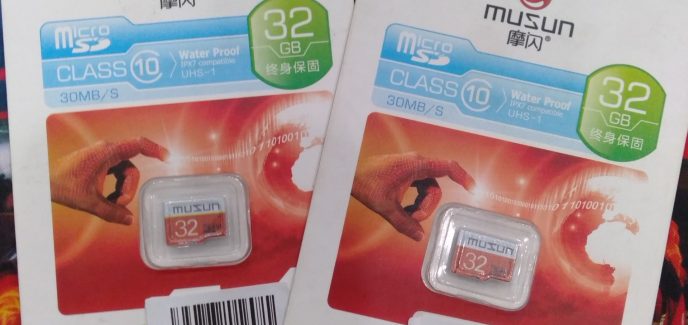 摩闪
micro
SD
CLASS 10
Water Proof
IPX7 compatible
UHS-1
30MB/S
32
GB
终身保固
01010010
musun
32
musun
摩闪®
micro
SD
CLASS 10
Water Proof
IPX7 compatible
UHS-1
30MB/S
32
GB
终身保固
musun
32